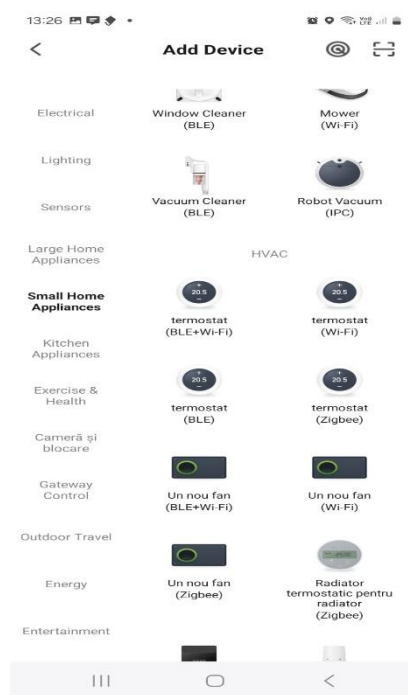 13:26
Add Device
Electrical
Lighting
Sensors
Large Home
Appliances
Small Home
Appliances
Kitchen
Appliances
Exercise &
Health
Cameră și
blocare
Gateway
Control
Outdoor Travel
Energy
Entertainment
Window Cleaner
(BLE)
Mower
(Wi-Fi)
Vacuum Cleaner
(BLE)
Robot Vacuum
(IPC)
HVAC
20.5
termostat
(BLE+Wi-Fi)
20.5
termostat
(Wi-Fi)
20.5
termostat
(BLE)
20.5
termostat
(Zigbee)
Un nou fan
(BLE+Wi-Fi)
Un nou fan
(Wi-Fi)
Un nou fan
(Zigbee)
Radiator
termostatic pentru
radiator
(Zigbee)